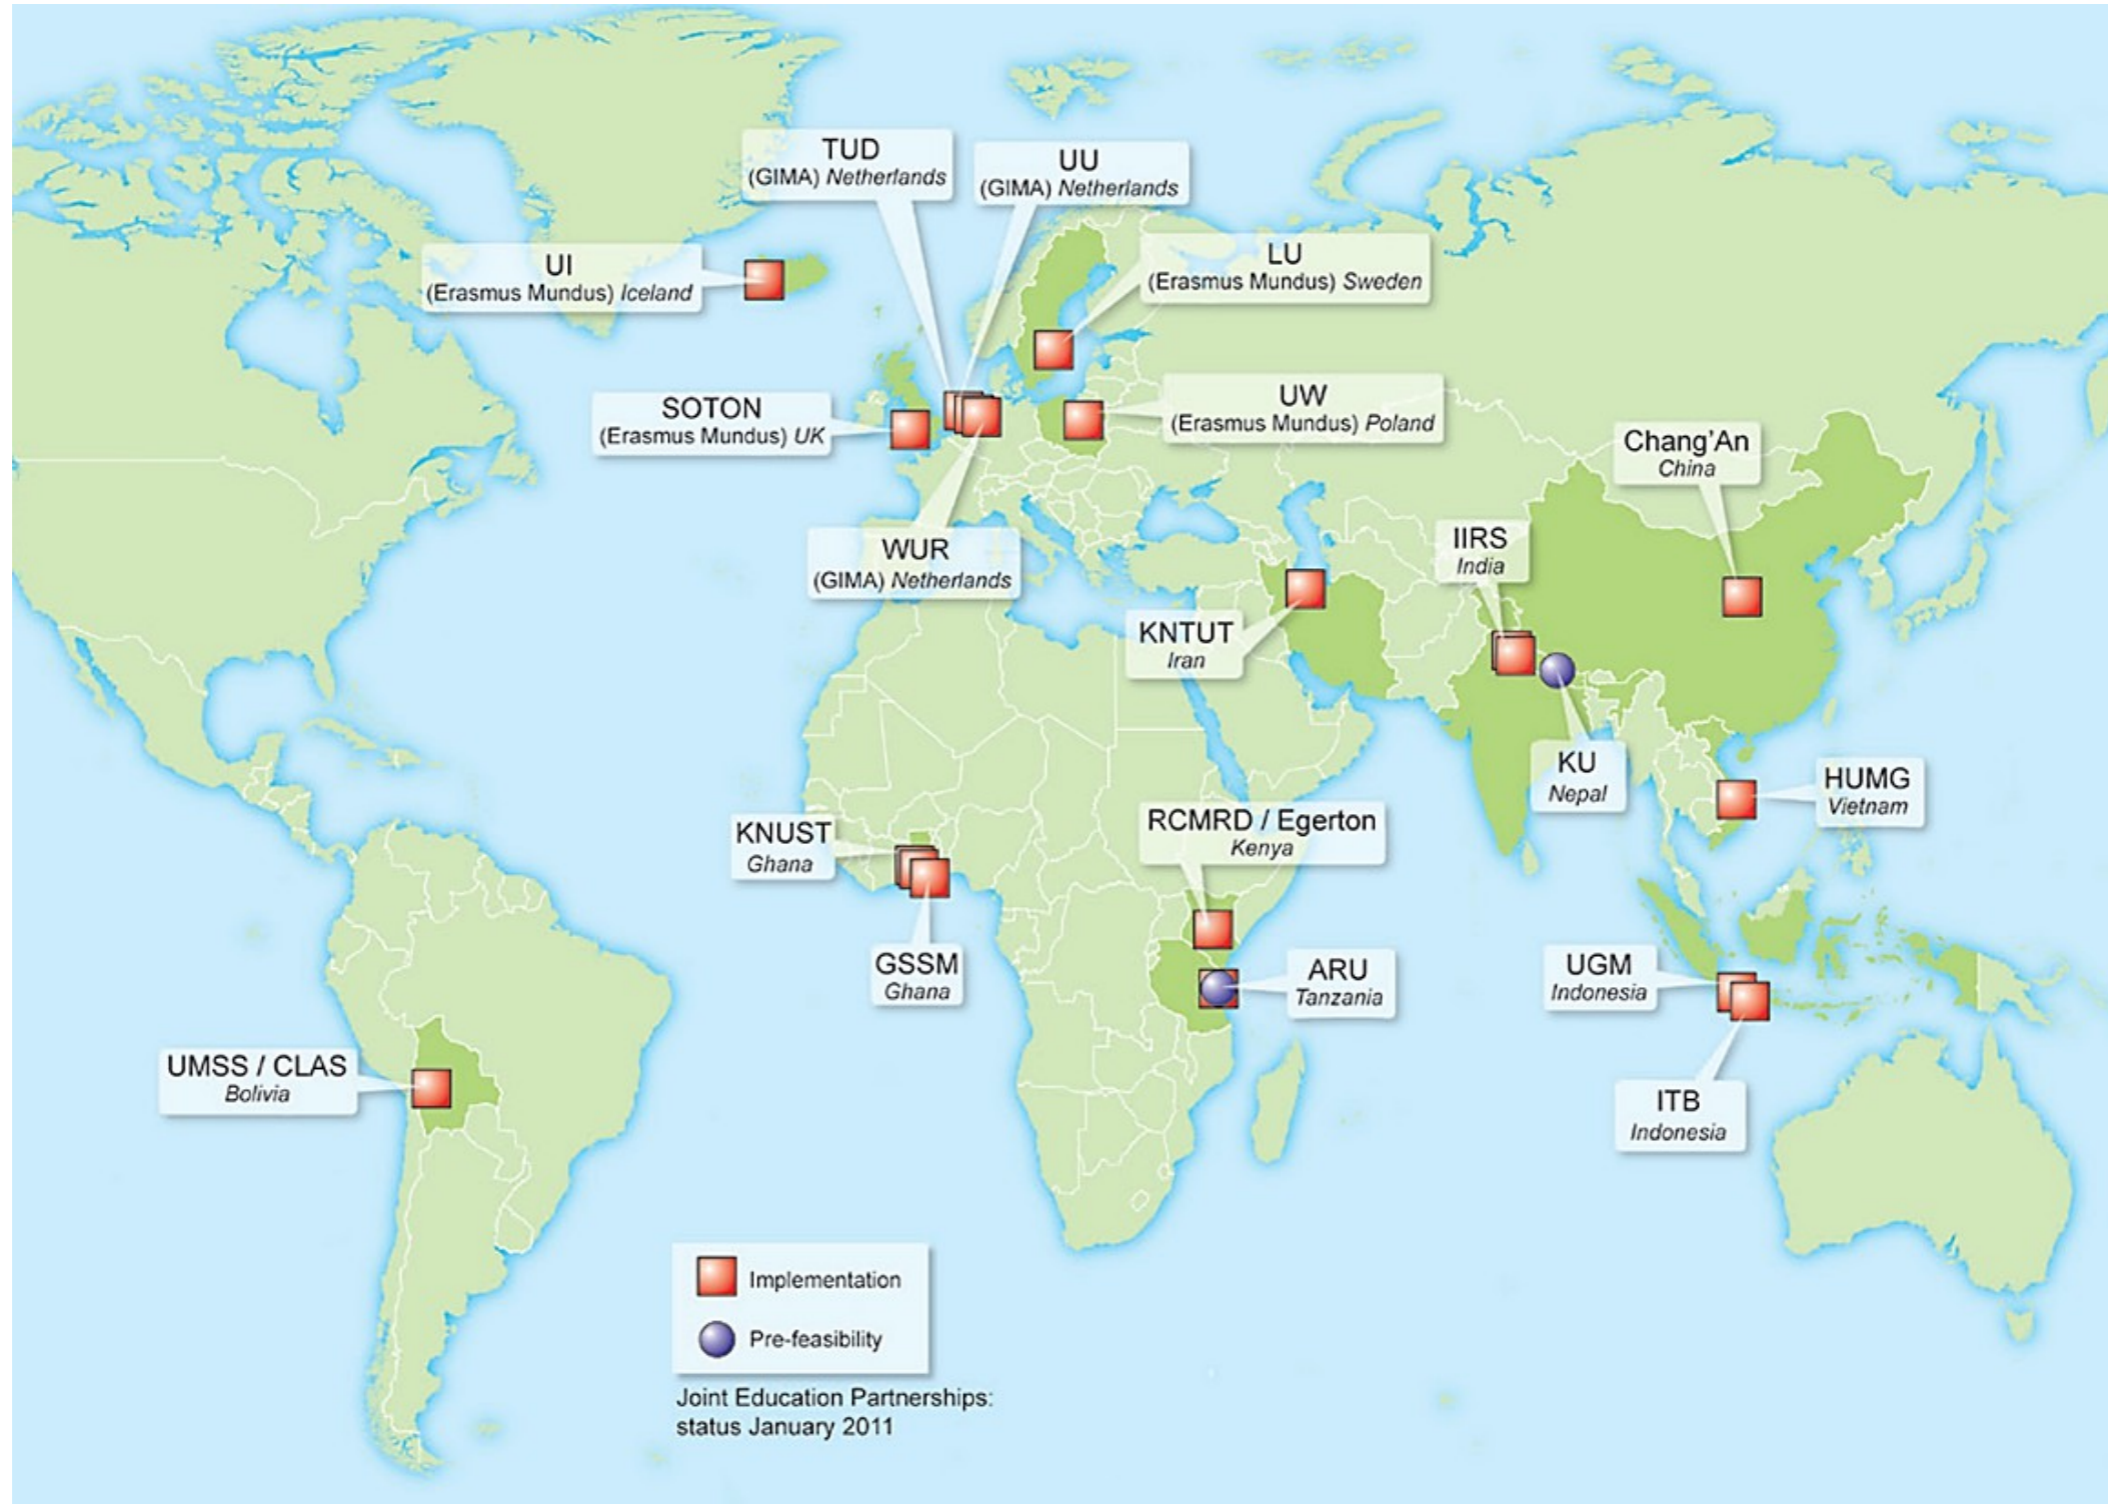 TUD
(GIMA) Netherlands
UU
(GIMA) Netherlands
UI
(Erasmus Mundus) Iceland
LU
(Erasmus Mundus) Sweden
SOTON
(Erasmus Mundus) UK
UW
(Erasmus Mundus) Poland
Chang'An
China
WUR
(GIMA) Netherlands
IIRS
India
KNTUT
Iran
KU
Nepal
HUMG
Vietnam
KNUST
Ghana
RCMRD / Egerton
Kenya
GSSM
Ghana
ARU
Tanzania
UGM
Indonesia
UMSS / CLAS
Bolivia
ITB
Indonesia
Implementation
Pre-feasibility
Joint Education Partnerships:
status January 2011